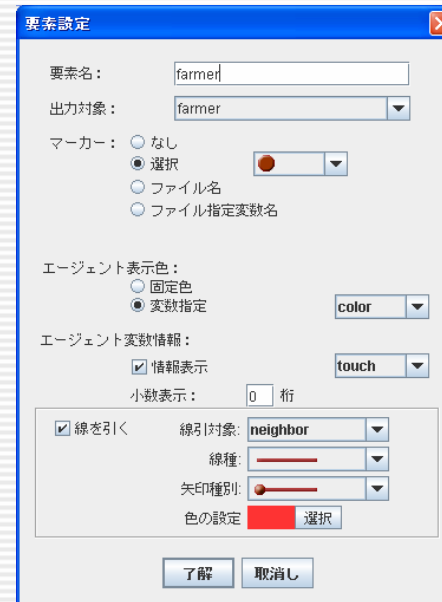 要素設定
要素名： farmer
出力対象： farmer
マーカー： なし
選択
ファイル名
ファイル指定変数名
エージェント表示色：
固定色
変数指定 color
エージェント変数情報：
情報表示 touch
小数表示： 0 桁
線を引く 線引対象: neighbor
線種:
矢印種別:
色の設定 選択
了解 取消し